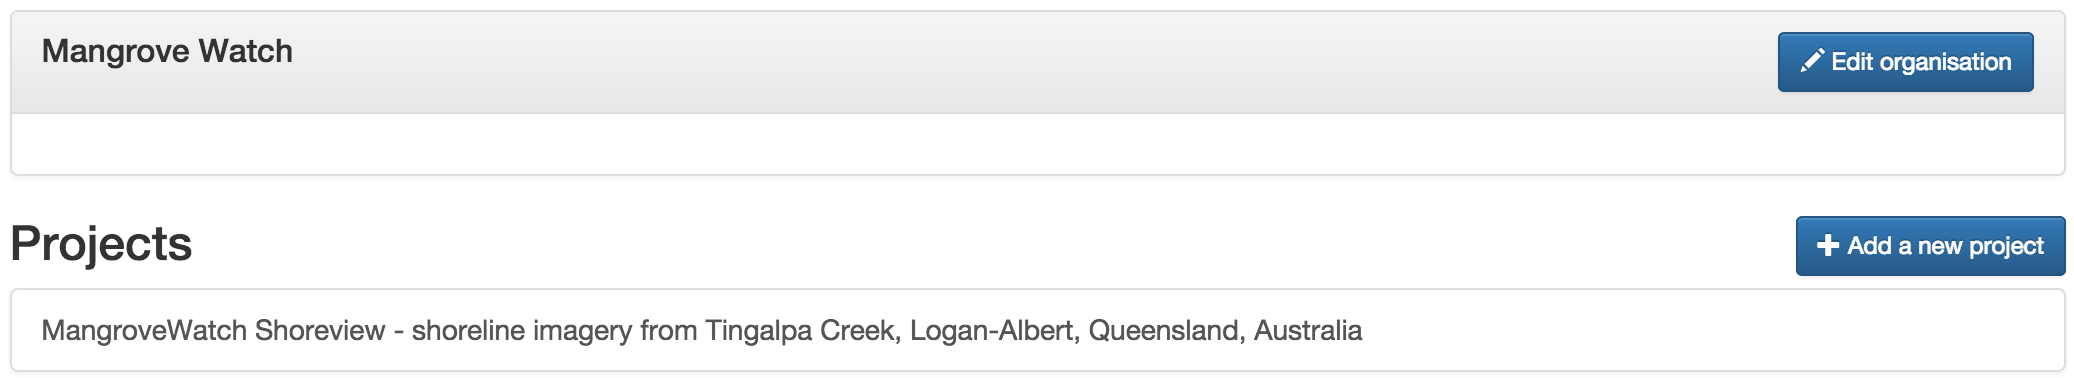 Mangrove Watch
Edit organisation
Projects
Add a new project
MangroveWatch Shoreview - shoreline imagery from Tingalpa Creek, Logan-Albert, Queensland, Australia